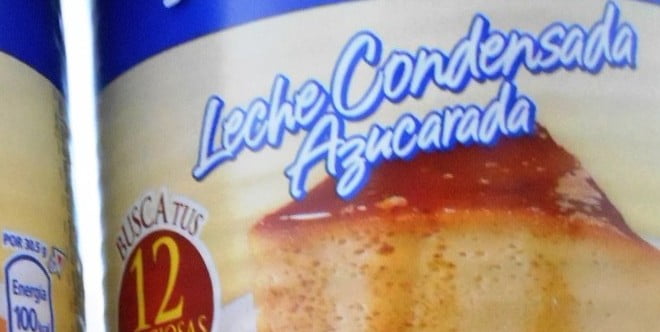 Leche Condensada
Azucarada
BUSCA TUS
12
POR 30.5 g
Energía
100